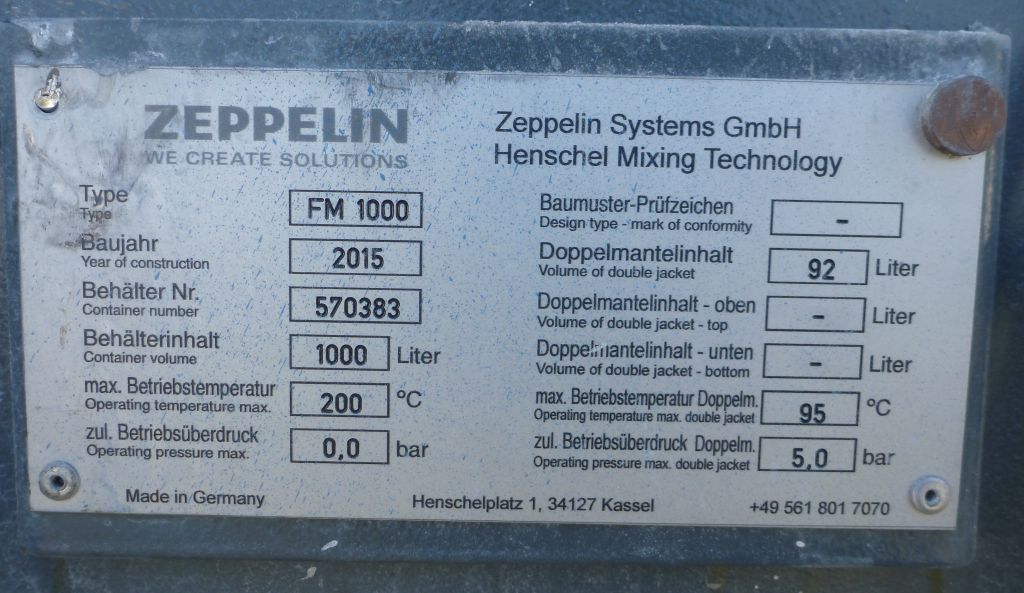 ZEPPELIN
WE CREATE SOLUTIONS
Zeppelin Systems GmbH
Henschel Mixing Technology
Type
Type
FM 1000
Baujahr
Year of construction
2015
Behälter Nr.
Container number
570383
Behälterinhalt
Container volume
1000 Liter
max. Betriebstemperatur
Operating temperature max.
200 °C
zul. Betriebsüberdruck
Operating pressure max.
0,0 bar
Baumuster-Prüfzeichen
Design type - mark of conformity
-
Doppelmantelinhalt
Volume of double jacket
92 Liter
Doppelmantelinhalt - oben
Volume of double jacket - top
- Liter
Doppelmantelinhalt - unten
Volume of double jacket - bottom
- Liter
max. Betriebstemperatur Doppelm.
Operating temperature max. double jacket
95 °C
zul. Betriebsüberdruck Doppelm.
Operating pressure max. double jacket
5,0 bar
Made in Germany
Henschelplatz 1, 34127 Kassel
+49 561 801 7070